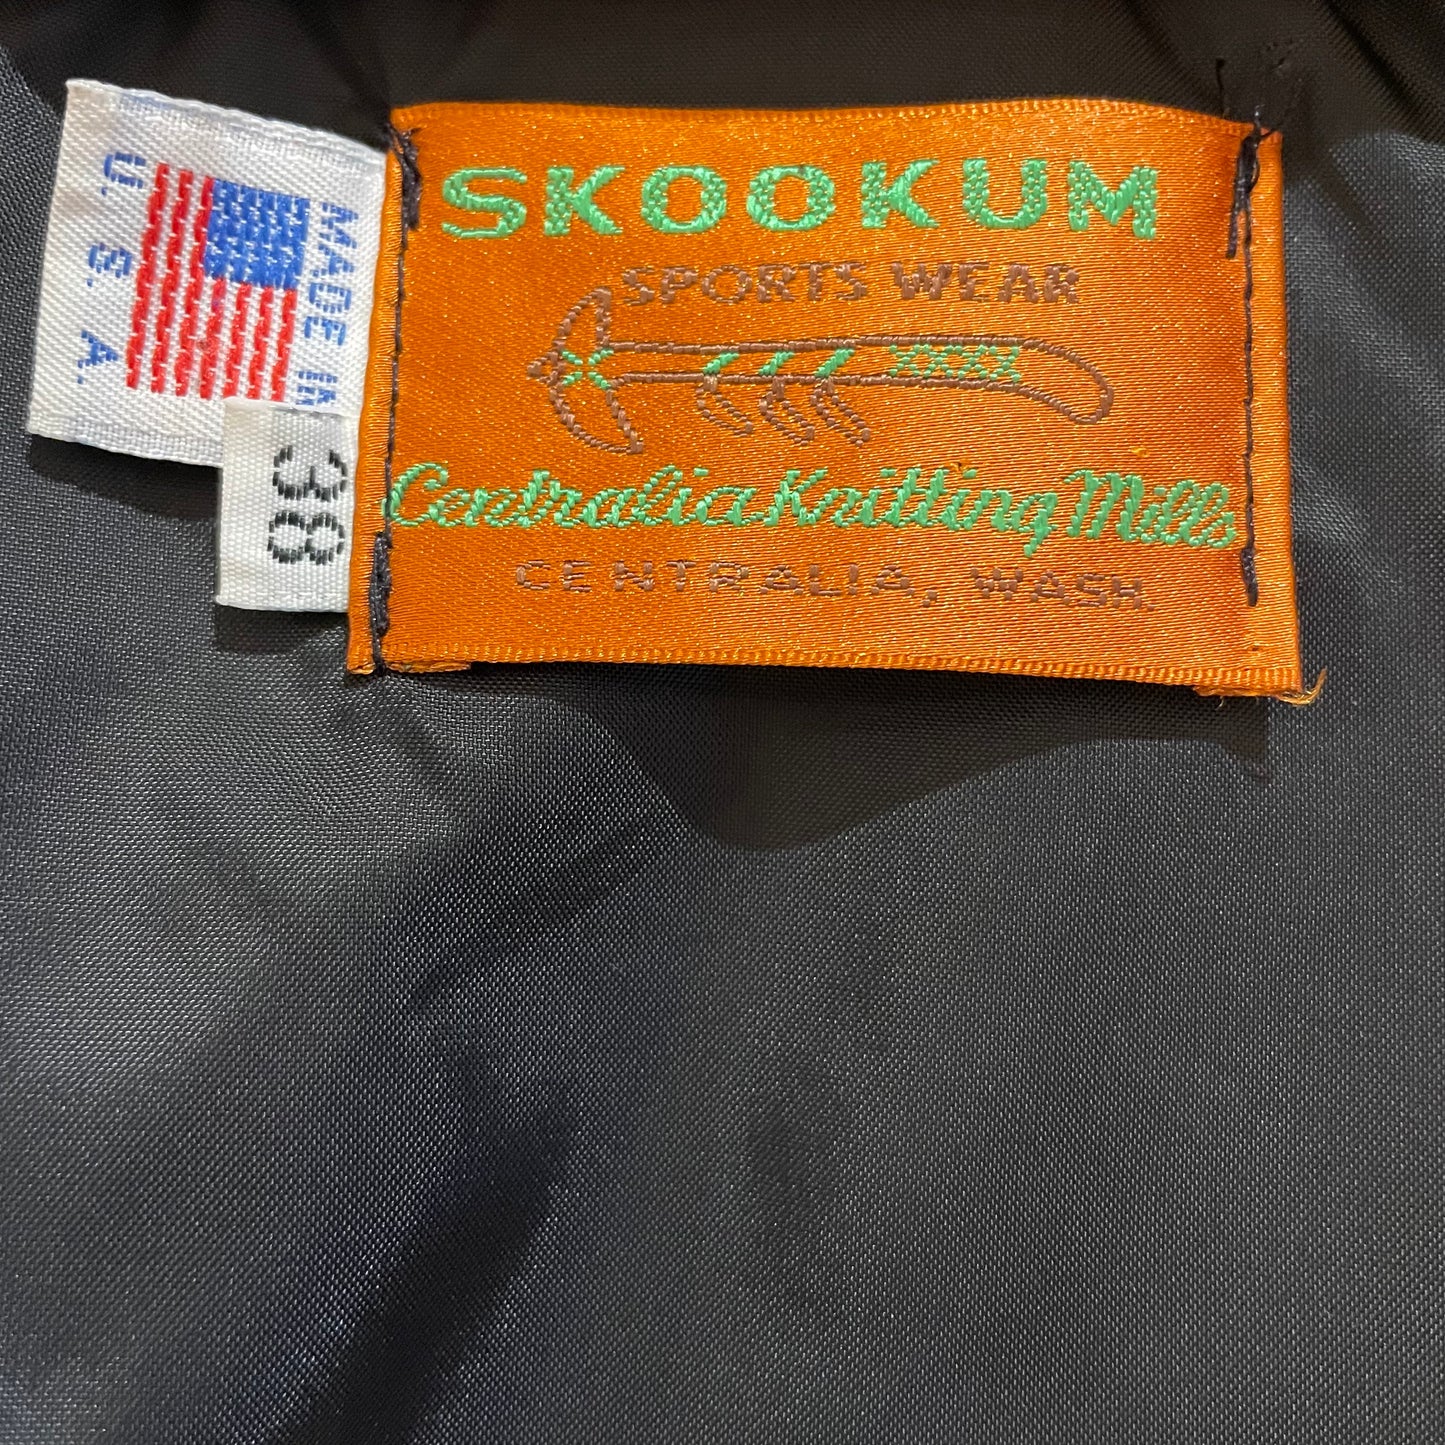 MADE IN
U. S. A.
38
SKOOKUM
SPORTS WEAR
Centralia Knitting Mills
CENTRALIA, WASH.